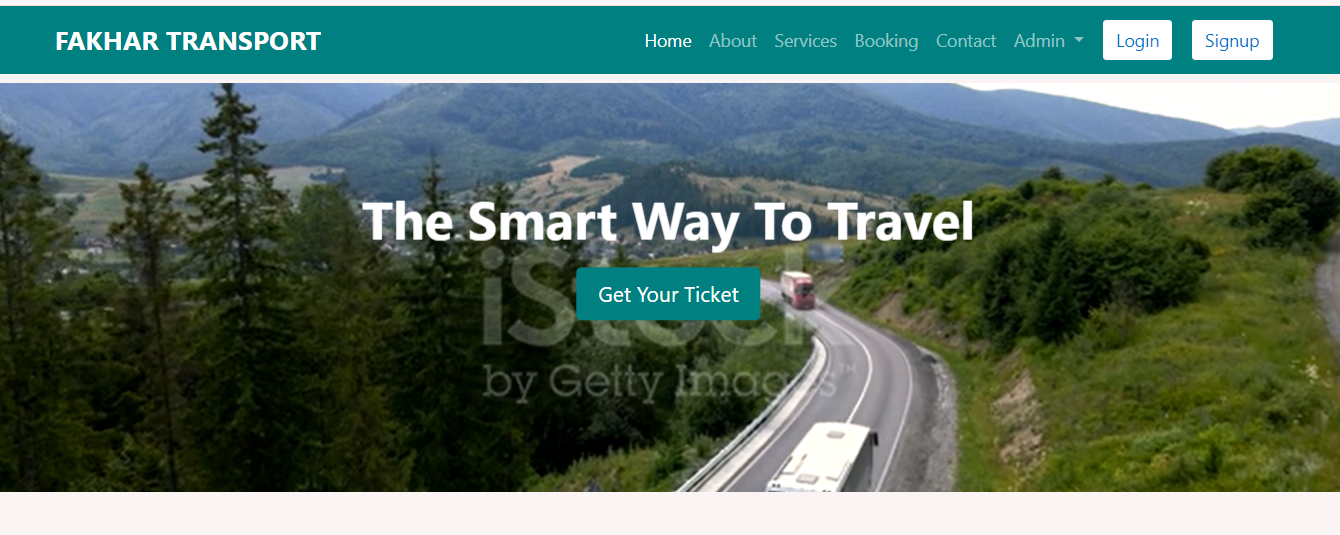 FAKHAR TRANSPORT
Home About Services Booking Contact Admin Login Signup
The Smart Way To Travel
Get Your Ticket
iStock
by Getty Images™